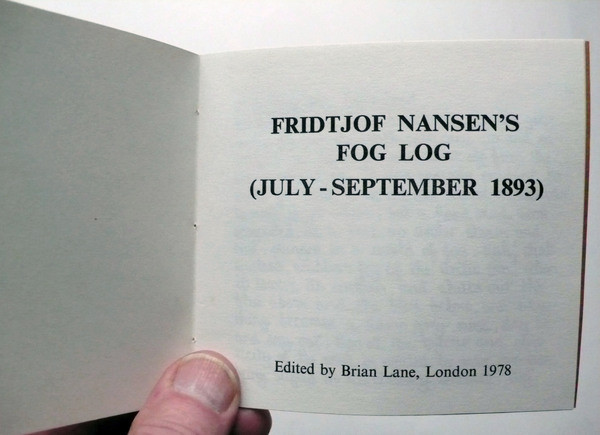 FRIDTJOF NANSEN'S
FOG LOG
(JULY - SEPTEMBER 1893)
Edited by Brian Lane, London 1978